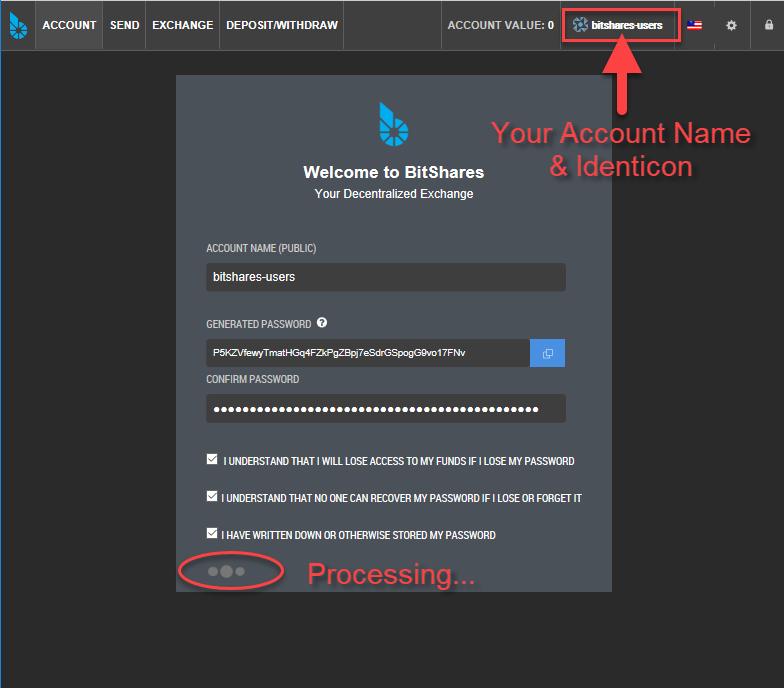 ACCOUNT SEND EXCHANGE DEPOSIT/WITHDRAW ACCOUNT VALUE: 0 bitshares-users
Your Account Name
& Identicon
Welcome to BitShares
Your Decentralized Exchange
ACCOUNT NAME (PUBLIC)
bitshares-users
GENERATED PASSWORD ?
P5KZVfewyTmatHGq4FZkPgZBpj7eSdrGSpogG9vo17FNv
CONFIRM PASSWORD
I UNDERSTAND THAT I WILL LOSE ACCESS TO MY FUNDS IF I LOSE MY PASSWORD
I UNDERSTAND THAT NO ONE CAN RECOVER MY PASSWORD IF I LOSE OR FORGET IT
I HAVE WRITTEN DOWN OR OTHERWISE STORED MY PASSWORD
Processing...